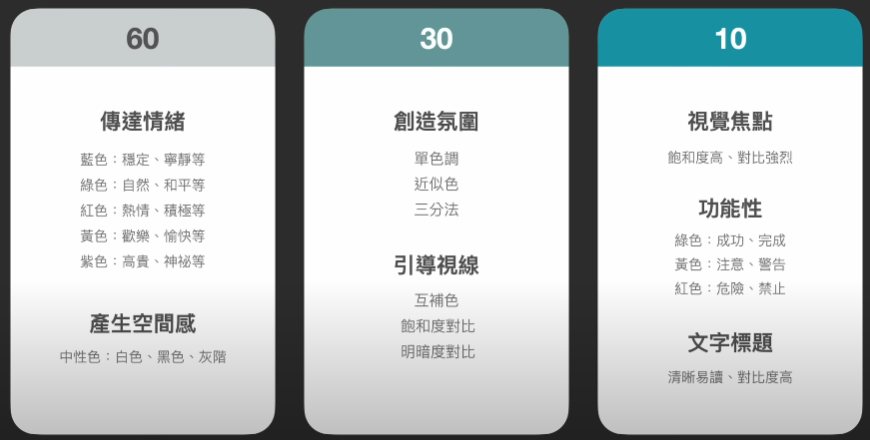 60
傳達情緒
藍色：穩定、寧靜等
綠色：自然、和平等
紅色：熱情、積極等
黃色：歡樂、愉快等
紫色：高貴、神祕等
產生空間感
中性色：白色、黑色、灰階
30
創造氛圍
單色調
近似色
三分法
引導視線
互補色
飽和度對比
明暗度對比
10
視覺焦點
飽和度高、對比強烈
功能性
綠色：成功、完成
黃色：注意、警告
紅色：危險、禁止
文字標題
清晰易讀、對比度高